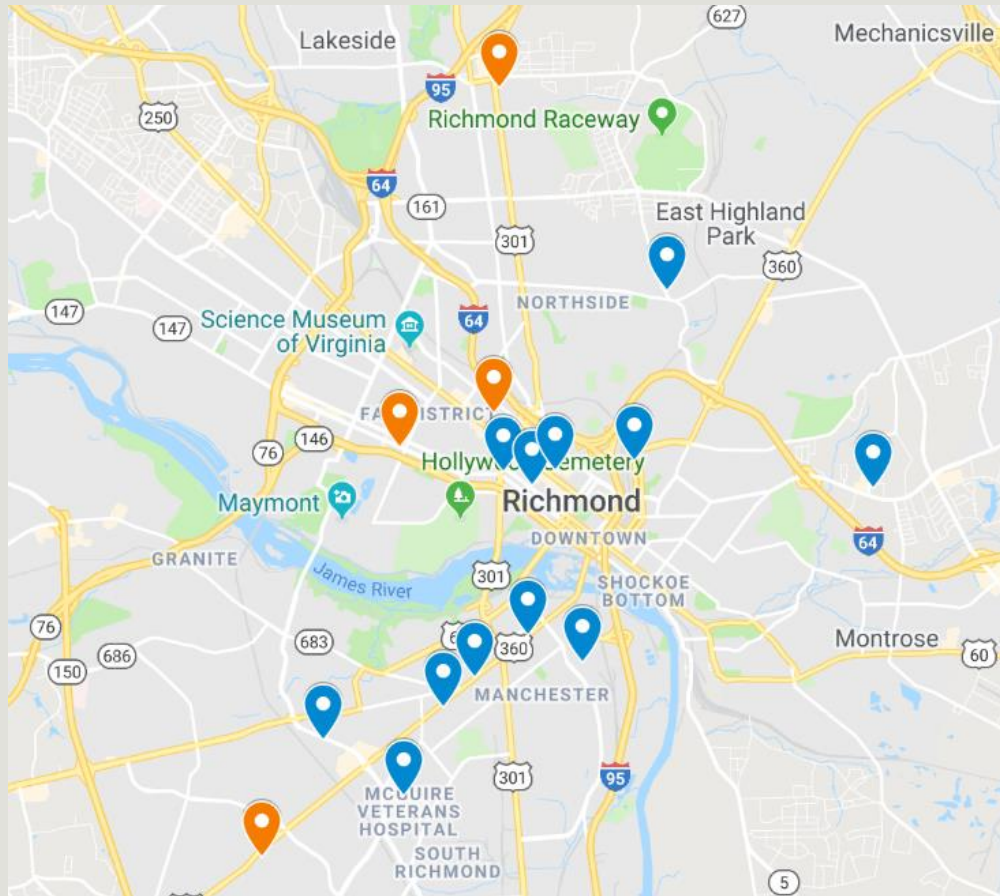 627
Lakeside
Mechanicsville
95
250
Richmond Raceway
64
161
East Highland
Park
301
360
147
NORTHSIDE
147
Science Museum
of Virginia
64
146
76
Hollyw
emetery
Maymont
Richmond
DOWNTOWN
64
GRANITE
301
James River
SHOCKOE
BOTTOM
76
683
360
Montrose
686
60
150
MANCHESTER
301
95
MCGUIRE
VETERANS
HOSPITAL
SOUTH
RICHMOND
5